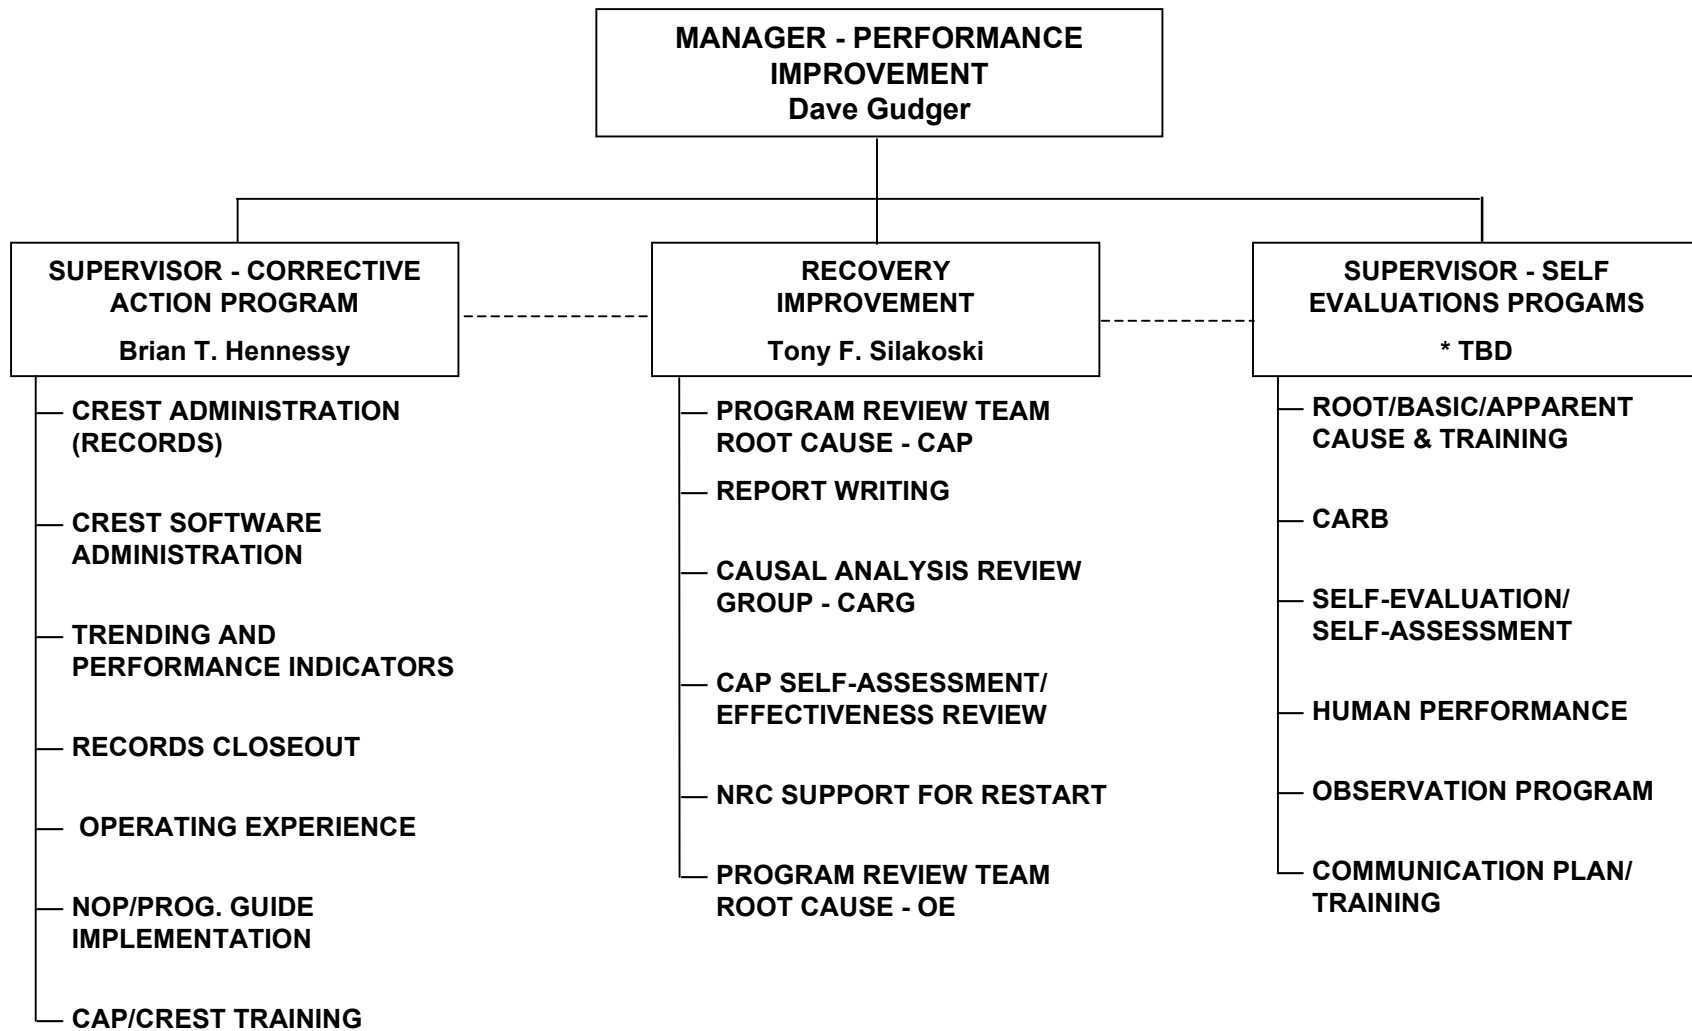 MANAGER - PERFORMANCE
IMPROVEMENT
Dave Gudger
SUPERVISOR - CORRECTIVE
ACTION PROGRAM
Brian T. Hennessy
CREST ADMINISTRATION
(RECORDS)
CREST SOFTWARE
ADMINISTRATION
TRENDING AND
PERFORMANCE INDICATORS
RECORDS CLOSEOUT
OPERATING EXPERIENCE
NOP/PROG. GUIDE
IMPLEMENTATION
CAP/CREST TRAINING
RECOVERY
IMPROVEMENT
Tony F. Silakoski
PROGRAM REVIEW TEAM
ROOT CAUSE - CAP
REPORT WRITING
CAUSAL ANALYSIS REVIEW
GROUP - CARG
CAP SELF-ASSESSMENT/
EFFECTIVENESS REVIEW
NRC SUPPORT FOR RESTART
PROGRAM REVIEW TEAM
ROOT CAUSE - OE
SUPERVISOR - SELF
EVALUATIONS PROGAMS
* TBD
ROOT/BASIC/APPARENT
CAUSE & TRAINING
CARB
SELF-EVALUATION/
SELF-ASSESSMENT
HUMAN PERFORMANCE
OBSERVATION PROGRAM
COMMUNICATION PLAN/
TRAINING